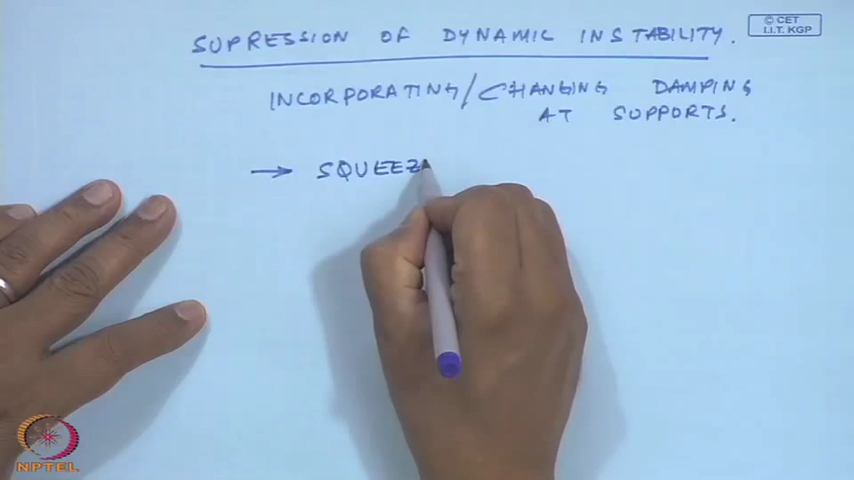 SUPRESSION OF DYNAMIC INSTABILITY.
© CET
I.I.T. KGP
INCORPORATING/CHANGING DAMPING
AT SUPPORTS.
→ SQUEEZ
NPTEL